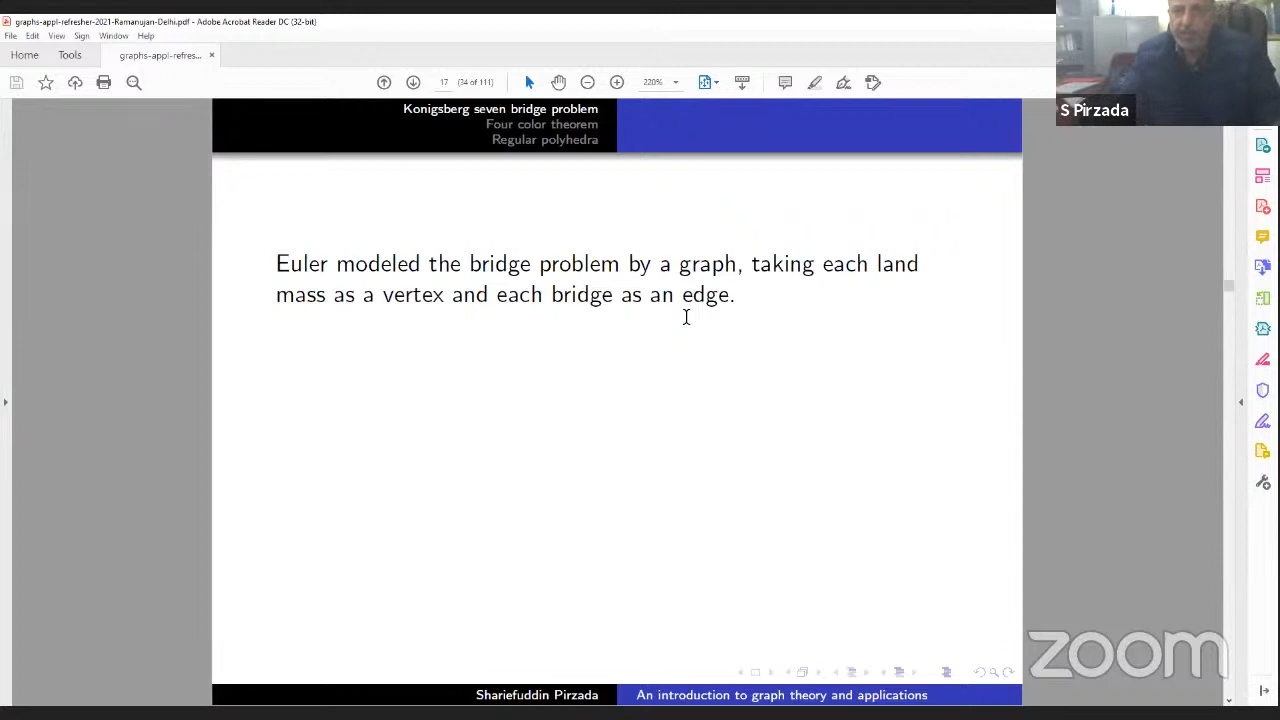 graphs-appl-refresher-2021-Ramanujan-Delhi.pdf - Adobe Acrobat Reader DC (32-bit)
File Edit View Sign Window Help
Home Tools graphs-appl-refres... ×
17 (34 of 111) 220%
S Pirzada
Konigsberg seven bridge problem
Four color theorem
Regular polyhedra
Euler modeled the bridge problem by a graph, taking each land
mass as a vertex and each bridge as an edge.
zoom
Shariefuddin Pirzada An introduction to graph theory and applications